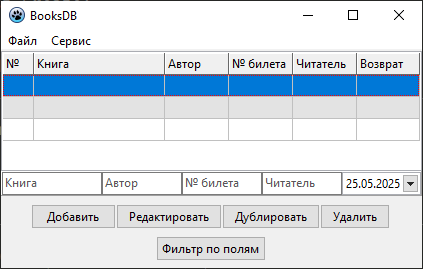 BooksDB
Файл Сервис
№ Книга Автор № билета Читатель Возврат
Книга Автор № билета Читатель 25.05.2025
Добавить Редактировать Дублировать Удалить
Фильтр по полям